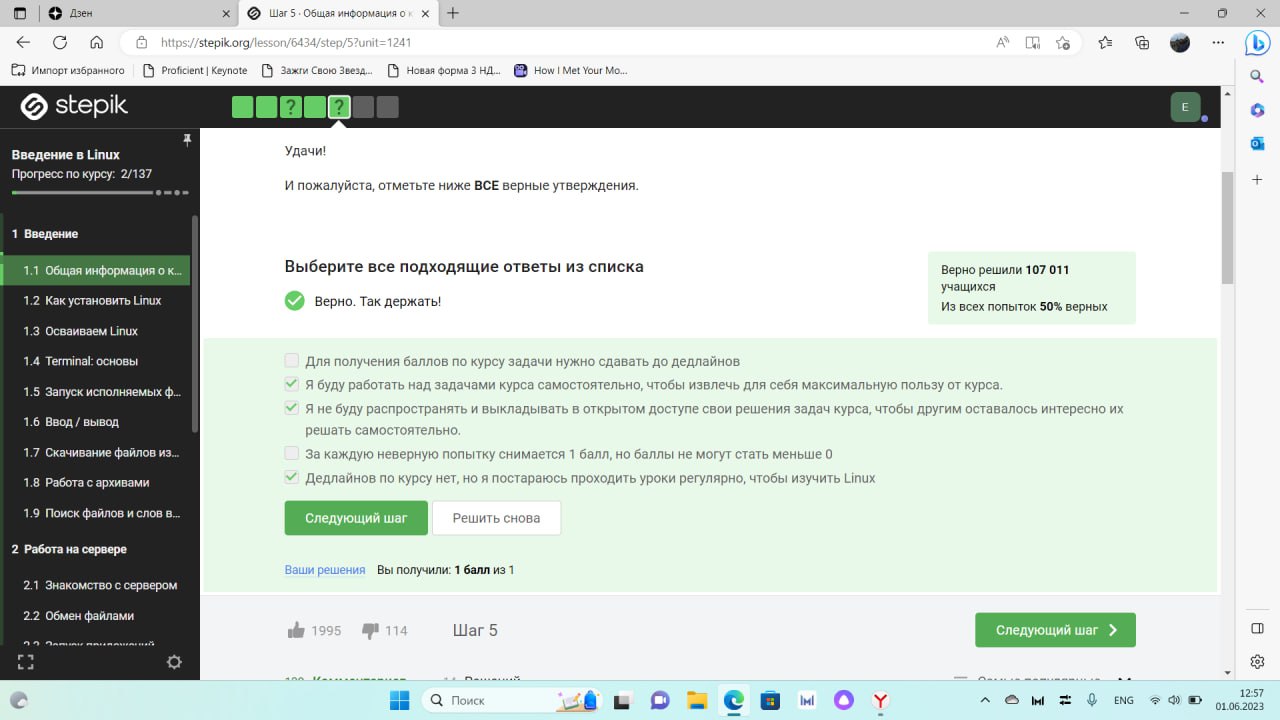 Дзен
Шаг 5 · Общая информация о к
https://stepik.org/lesson/6434/step/5?unit=1241
Импорт избранного
Proficient | Keynote
Зажги Свою Звезд...
Новая форма 3 НД...
How I Met Your Mo...
stepik
?
?
E
Введение в Linux
Прогресс по курсу: 2/137
1 Введение
1.1 Общая информация о к...
1.2 Как установить Linux
1.3 Осваиваем Linux
1.4 Terminal: основы
1.5 Запуск исполняемых ф...
1.6 Ввод / вывод
1.7 Скачивание файлов из...
1.8 Работа с архивами
1.9 Поиск файлов и слов в...
2 Работа на сервере
2.1 Знакомство с сервером
2.2 Обмен файлами
2.3 Запуск приложений
Удачи!
И пожалуйста, отметьте ниже ВСЕ верные утверждения.
Выберите все подходящие ответы из списка
Верно. Так держать!
Верно решили 107 011
учащихся
Из всех попыток 50% верных
Для получения баллов по курсу задачи нужно сдавать до дедлайнов
Я буду работать над задачами курса самостоятельно, чтобы извлечь для себя максимальную пользу от курса.
Я не буду распространять и выкладывать в открытом доступе свои решения задач курса, чтобы другим оставалось интересно их
решать самостоятельно.
За каждую неверную попытку снимается 1 балл, но баллы не могут стать меньше 0
Дедлайнов по курсу нет, но я постараюсь проходить уроки регулярно, чтобы изучить Linux
Следующий шаг
Решить снова
Ваши решения
Вы получили: 1 балл из 1
1995
114
Шаг 5
Следующий шаг
Поиск
ENG
12:57
01.06.2023